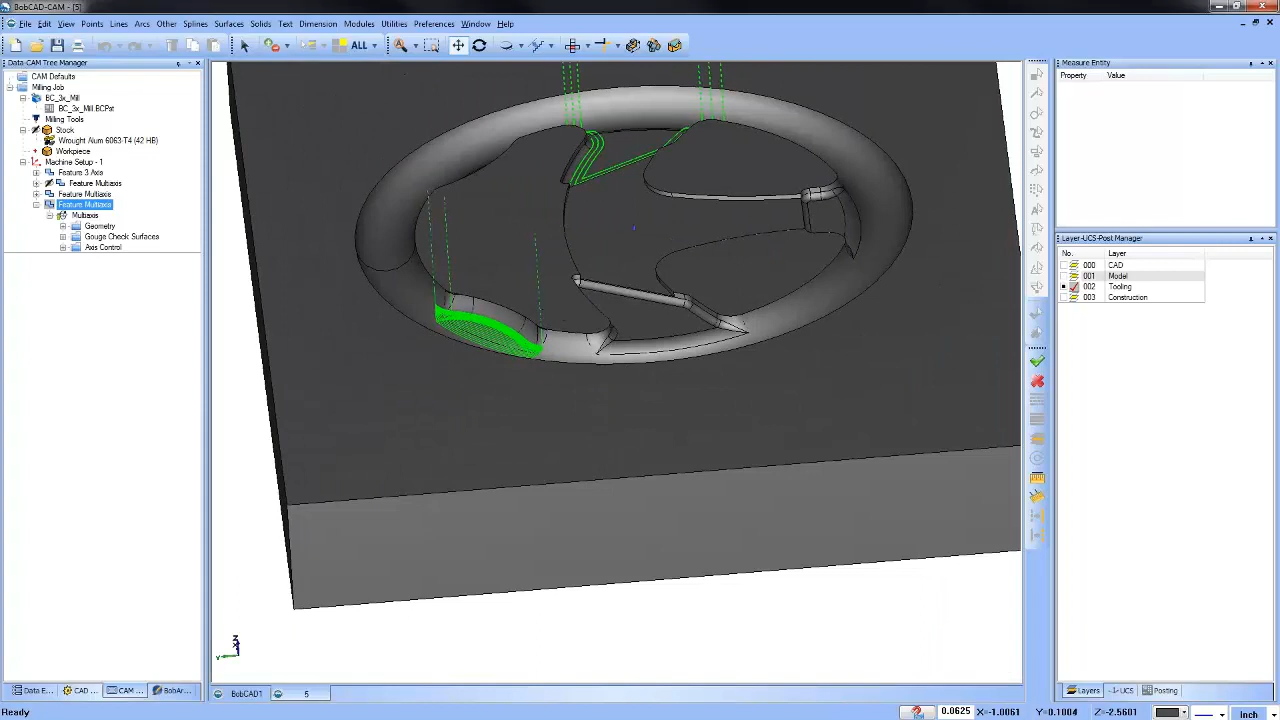 BobCAD-CAM - [5]
File Edit View Points Lines Arcs Other Splines Surfaces Solids Text Dimension Modules Utilities Preferences Window Help
ALL
Data-CAM Tree Manager
CAM Defaults
Milling Job
BC_3x_Mill
BC_3x_MILL.BCPst
Milling Tools
Stock
Wrought Alum 6063-T4 (42 HB)
Workpiece
Machine Setup - 1
Feature 3 Axis
Feature Multiaxis
Feature Multiaxis
Feature Multiaxis
Multiaxis
Geometry
Gouge Check Surfaces
Axis Control
Measure Entity
Property Value
Layer-UCS-Post Manager
No. Layer
000 CAD
001 Model
002 Tooling
003 Construction
Z
Y
Data E... CAD ... CAM ... BobAr...
BobCAD1 5
Layers UCS Posting
Ready 0.0625 X=-1.0061 Y=0.1004 Z=-2.5601 Inch